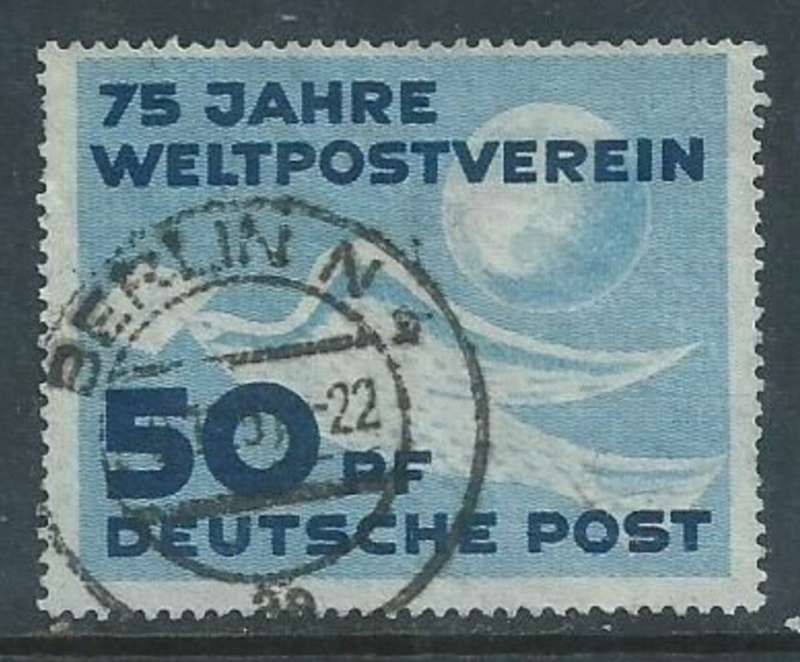 75 JAHRE
WELTPOSTVEREIN
BERLIN N
-22
50 PF
DEUTSCHE POST